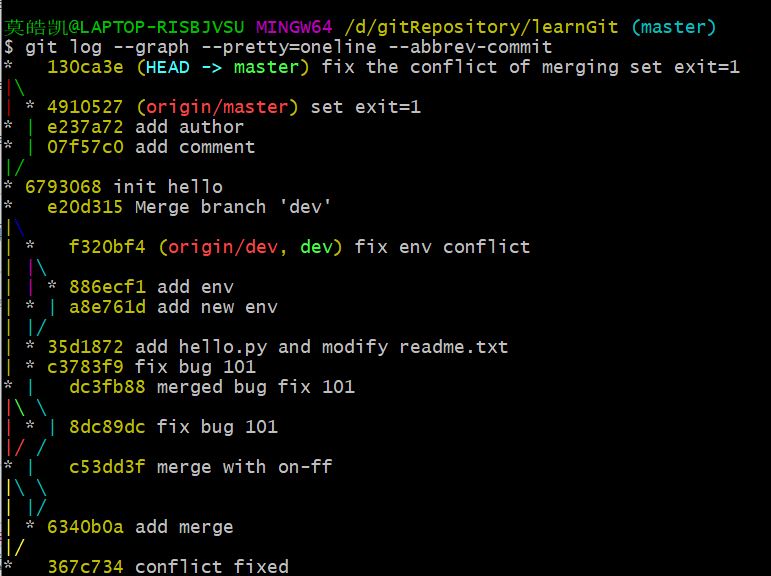 莫皓凯@LAPTOP-RISBJVSU MINGW64 /d/gitRepository/learnGit (master)
$ git log --graph --pretty=oneline --abbrev-commit
*   130ca3e (HEAD -> master) fix the conflict of merging set exit=1
|\
| * 4910527 (origin/master) set exit=1
* | e237a72 add author
* | 07f57c0 add comment
|/
* 6793068 init hello
*   e20d315 Merge branch 'dev'
|\
| *   f320bf4 (origin/dev, dev) fix env conflict
| |\
| | * 886ecf1 add env
| * | a8e761d add new env
| |/
| * 35d1872 add hello.py and modify readme.txt
| * c3783f9 fix bug 101
* |   dc3fb88 merged bug fix 101
|\ \
| * | 8dc89dc fix bug 101
|/ /
* |   c53dd3f merge with on-ff
|\ \
| |/
| * 6340b0a add merge
|/
*   367c734 conflict fixed